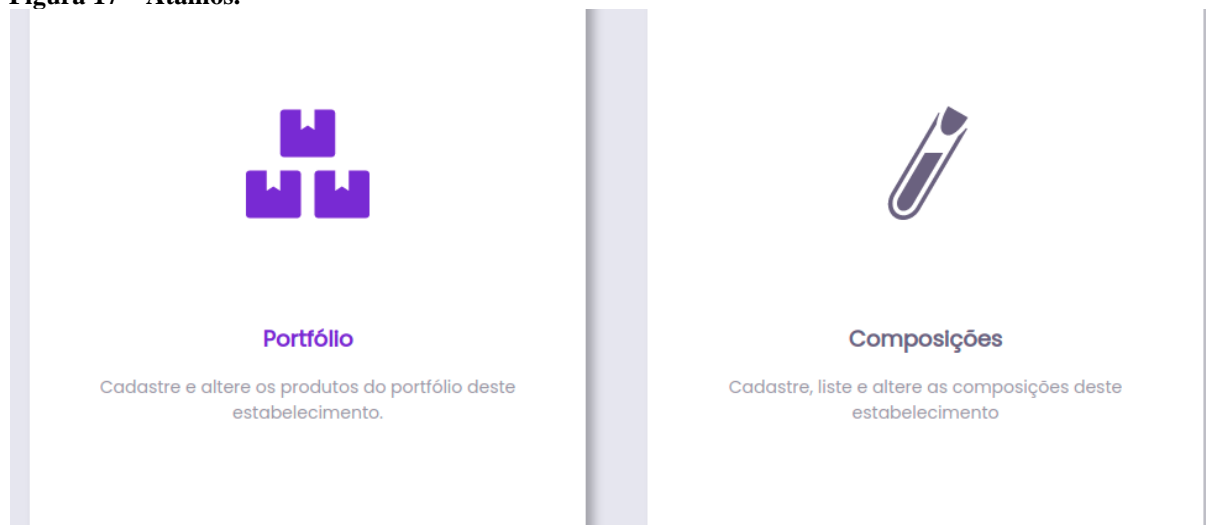 Portfólio
Cadastre e altere os produtos do portfólio deste
estabelecimento.
Composições
Cadastre, liste e altere as composições deste
estabelecimento